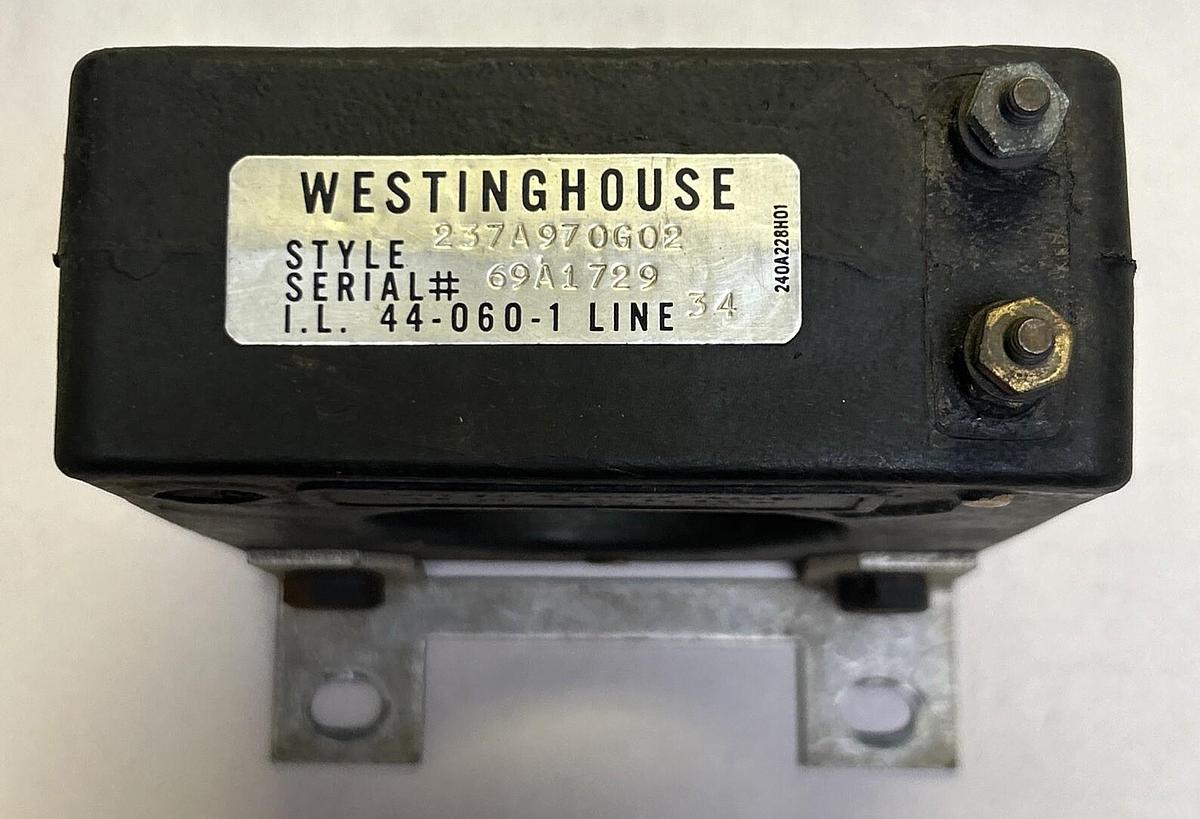 WESTINGHOUSE
STYLE 237A970G02
SERIAL# 69A1729
I.L. 44-060-1 LINE 34
240A228H01